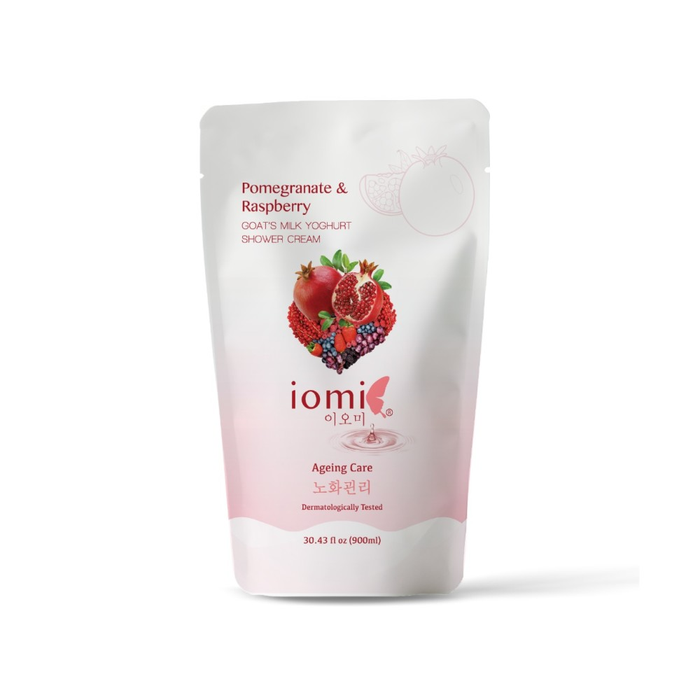 Pomegranate &
Raspberry
GOAT'S MILK YOGHURT
SHOWER CREAM
iomi®
이오미
Ageing Care
노화관리
Dermatologically Tested
30.43 fl oz (900ml)